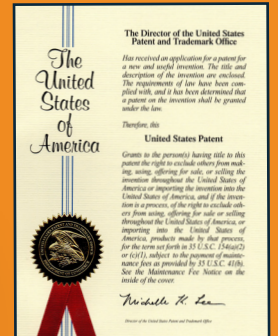 The
United
States
of
America
The Director of the United States
Patent and Trademark Office
Has received an application for a patent for
a new and useful invention. The title and
description of the invention are enclosed.
The requirements of law have been com-
plied with, and it has been determined that
a patent on the invention shall be granted
under the law.
Therefore, this
United States Patent
Grants to the person(s) having title to this
patent the right to exclude others from mak-
ing, using, offering for sale, or selling the
invention throughout the United States of
America or importing the invention into the
United States of America, and if the inven-
tion is a process, of the right to exclude oth-
ers from using, offering for sale or selling
throughout the United States of America, or
importing into the United States of
America, products made by that process,
for the term set forth in 35 U.S.C. 154(a)(2)
or (c)(1), subject to the payment of mainte-
nance fees as provided by 35 U.S.C. 41(b).
See the Maintenance Fee Notice on the
inside of the cover.
Michelle K. Lee
Director of the United States Patent and Trademark Office